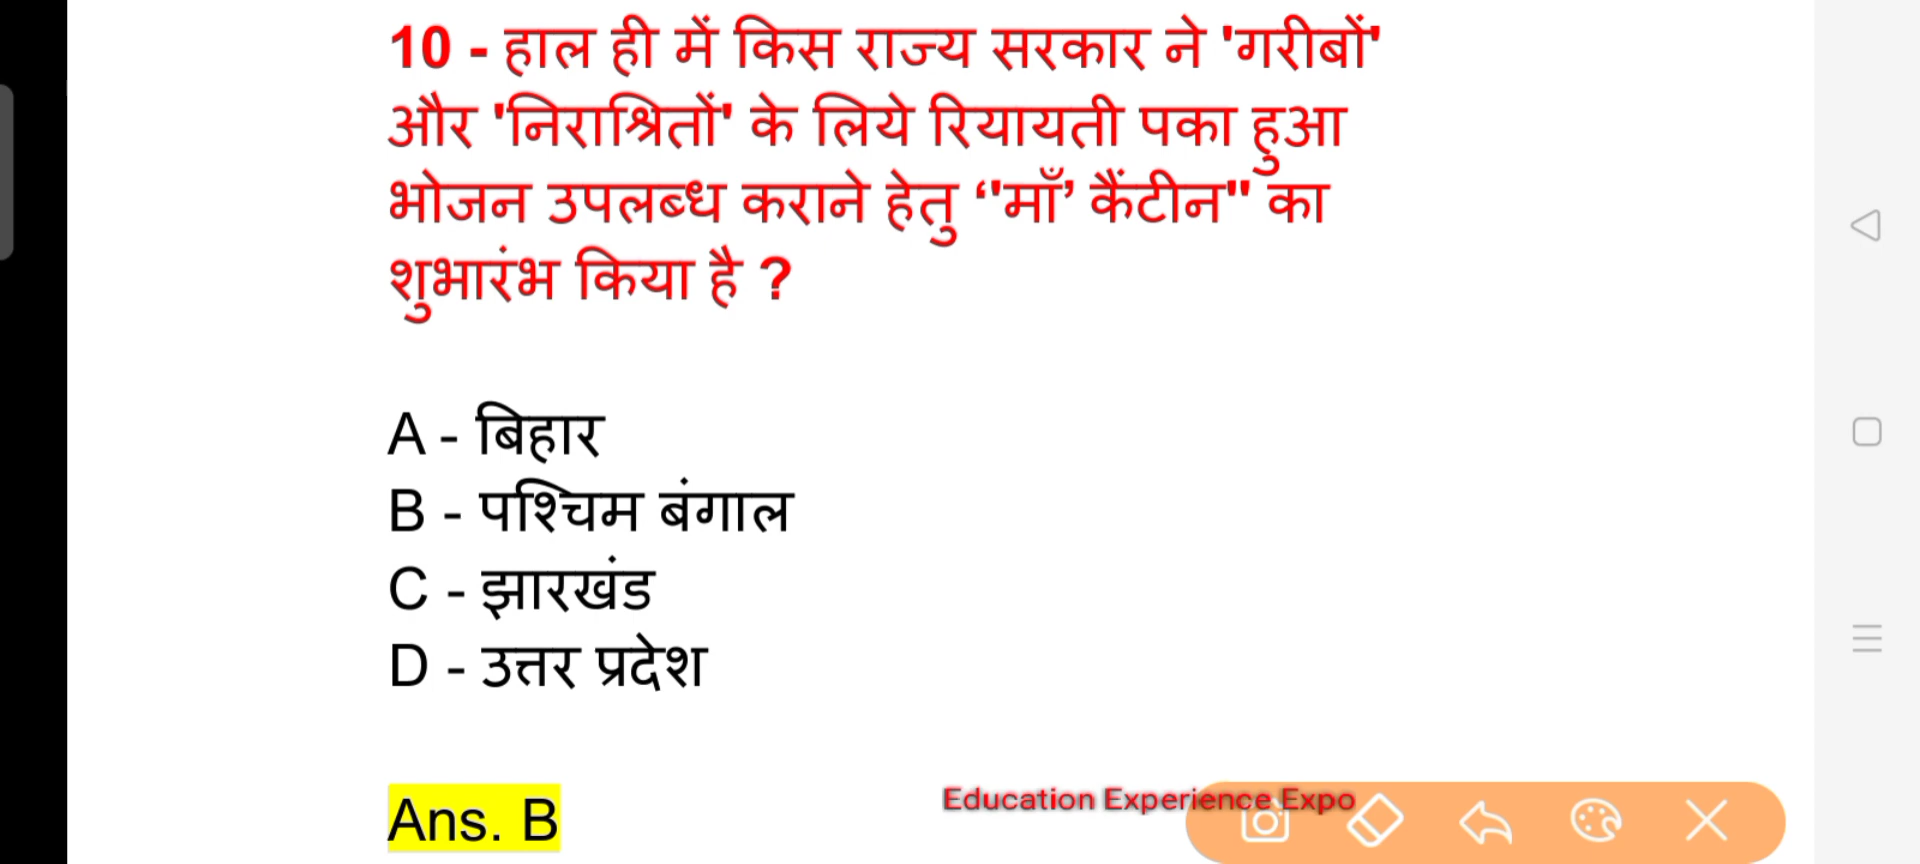 10 - हाल ही में किस राज्य सरकार ने 'गरीबों'
और 'निराश्रितों' के लिये रियायती पका हुआ
भोजन उपलब्ध कराने हेतु ‘'माँ’ कैंटीन" का
शुभारंभ किया है ?
A - बिहार
B - पश्चिम बंगाल
C - झारखंड
D - उत्तर प्रदेश
Ans. B
Education Experience Expo